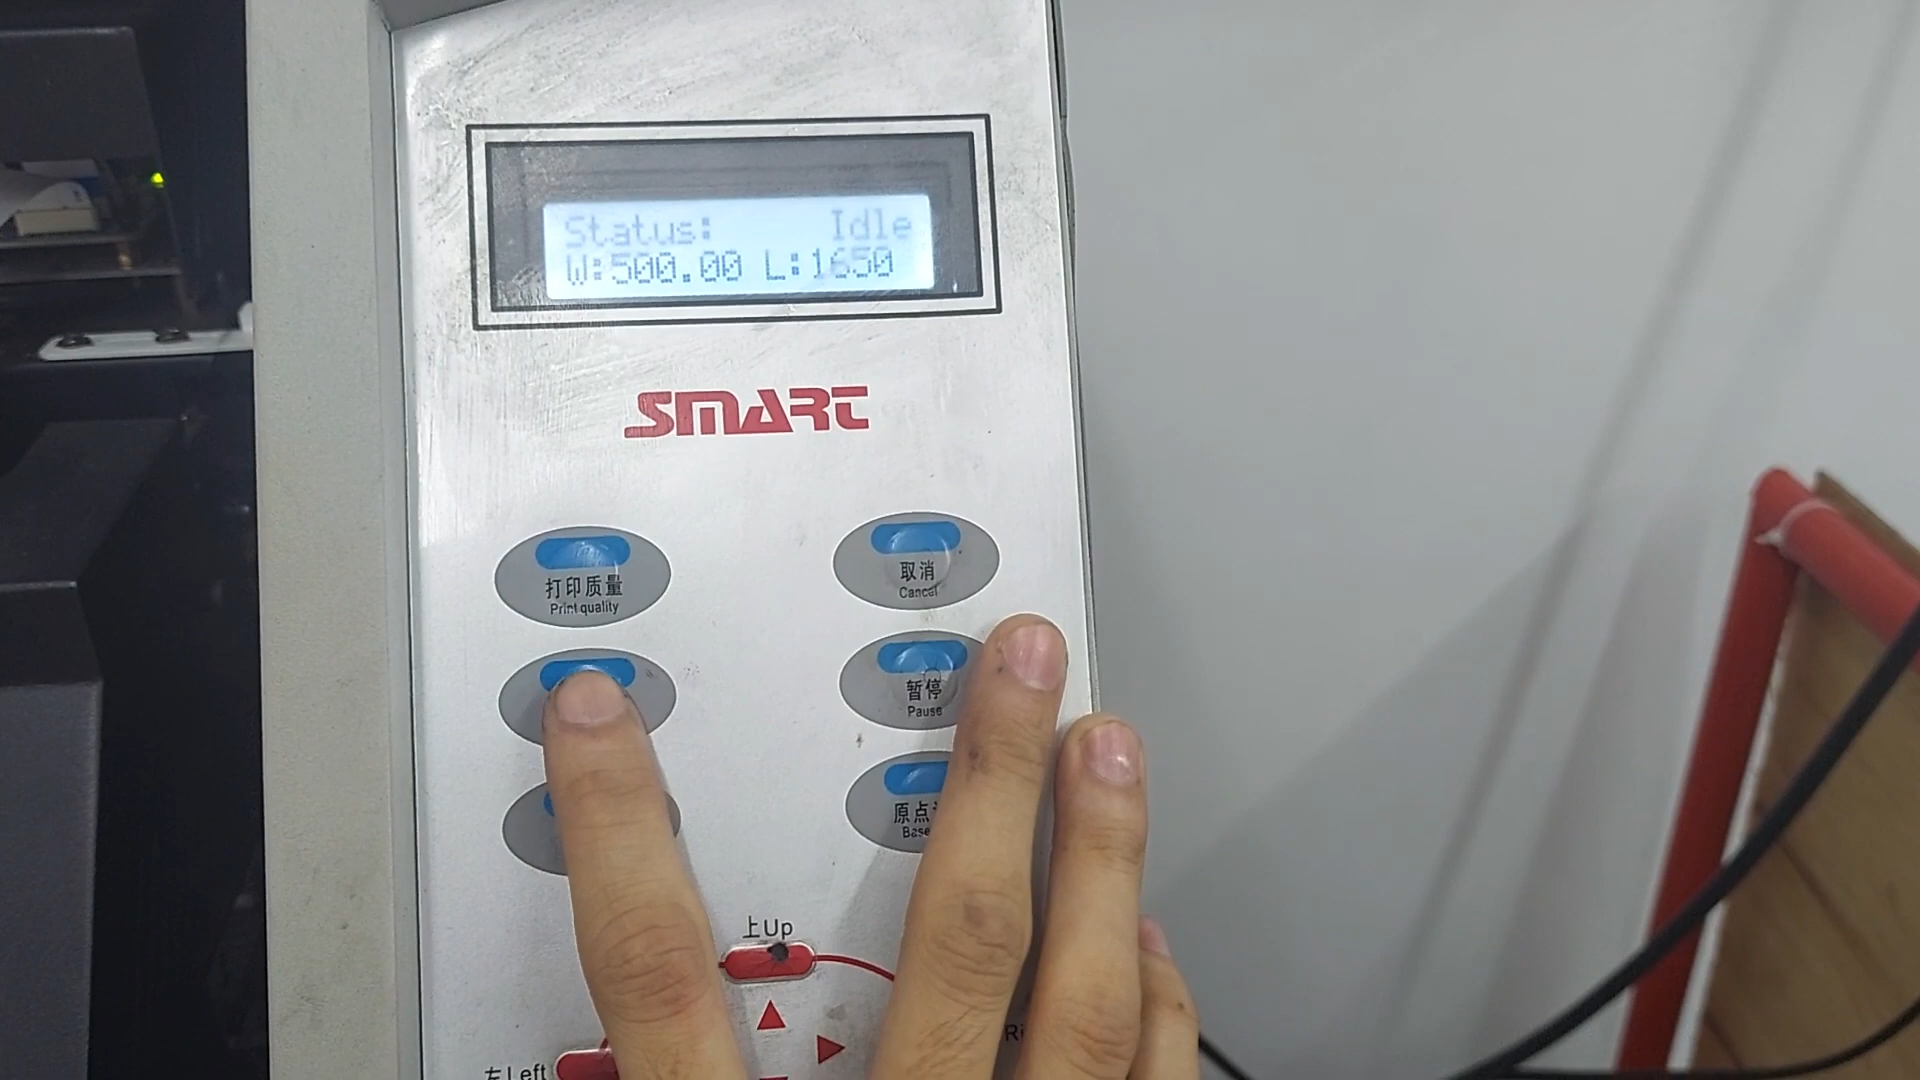 Status: Idle
W:500.00 L:1650
SMART
打印质量
Print quality
取消
Cancel
暂停
Pause
原点
Base
上Up
左Left